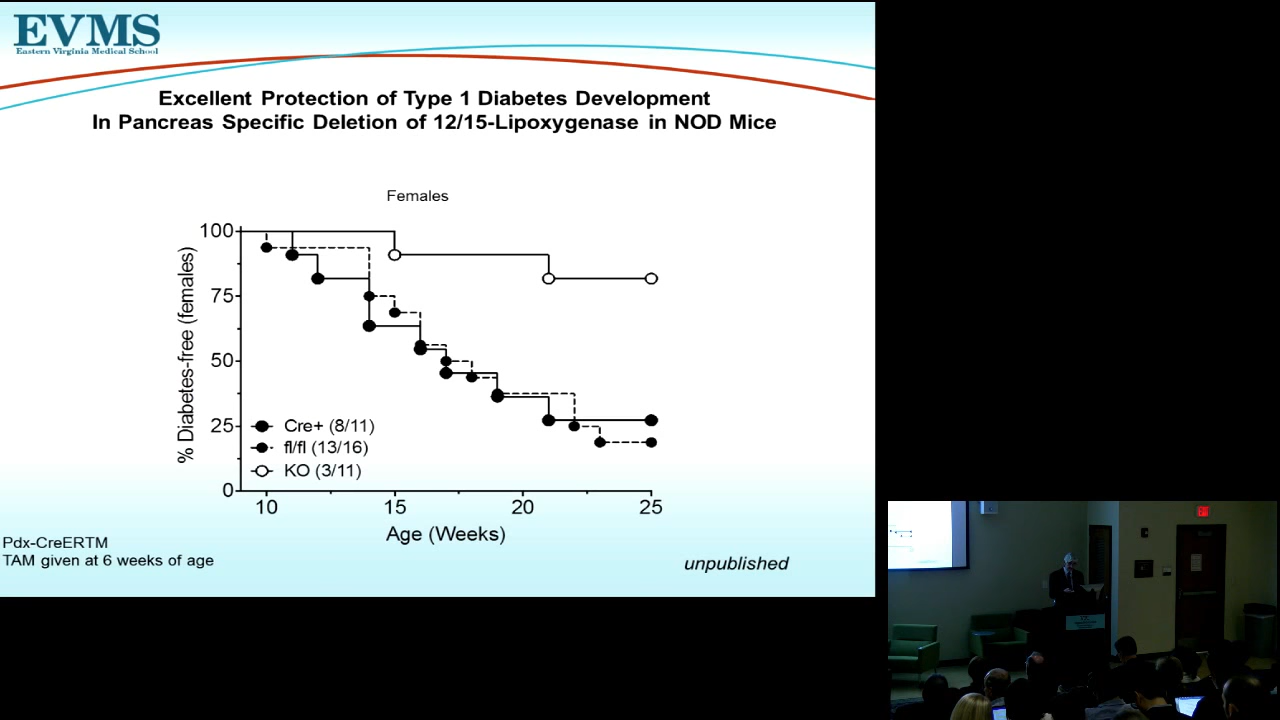 EVMS
Eastern Virginia Medical School
Excellent Protection of Type 1 Diabetes Development
In Pancreas Specific Deletion of 12/15-Lipoxygenase in NOD Mice
Females
% Diabetes-free (females)
100
75
50
25
0
Cre+ (8/11)
fl/fl (13/16)
KO (3/11)
10 15 20 25
Age (Weeks)
Pdx-CreERTM
TAM given at 6 weeks of age
unpublished